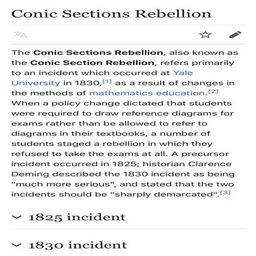 Conic Sections Rebellion
The Conic Sections Rebellion, also known as
the Conic Section Rebellion, refers primarily
to an incident which occurred at Yale
University in 1830,[1] as a result of changes in
the methods of mathematics education.[2]
When a policy change dictated that students
were required to draw reference diagrams for
exams rather than be allowed to refer to
diagrams in their textbooks, a number of
students staged a rebellion in which they
refused to take the exams at all. A precursor
incident occurred in 1825; historian Clarence
Deming described the 1830 incident as being
"much more serious", and stated that the two
incidents should be "sharply demarcated".[3]
1825 incident
1830 incident